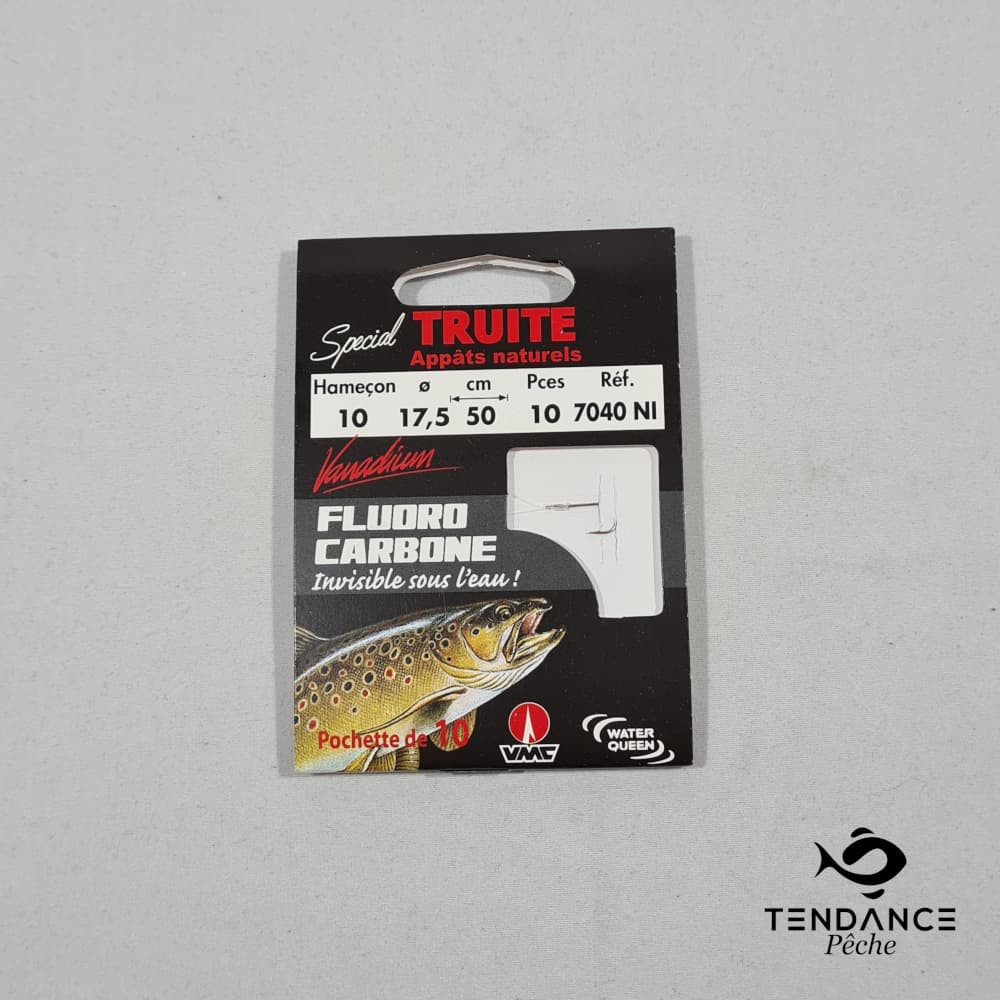 Special TRUITE
Appâts naturels
Hameçon ø cm Pces Réf.
10 17,5 50 10 7040 NI
Vanadium
FLUORO
CARBONE
Invisible sous l'eau !
Pochette de 10
VMC
WATER
QUEEN
TENDANCE
Pêche